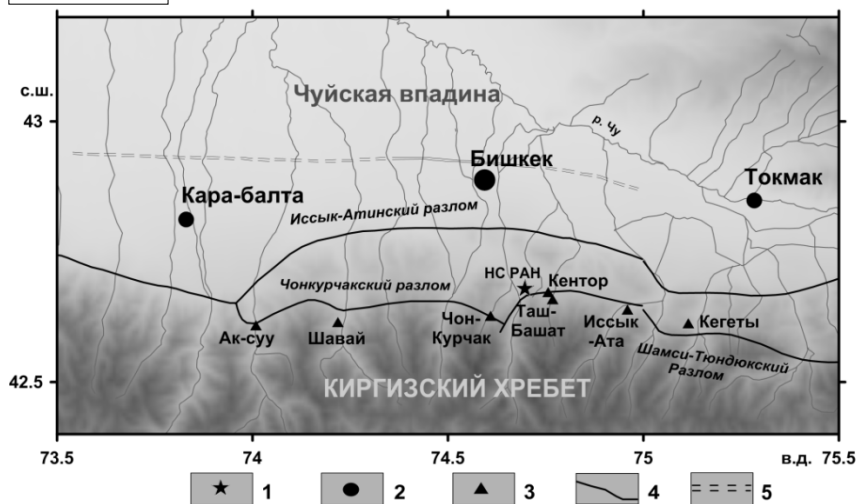 с.ш.
43
42.5
73.5
74
74.5
75
в.д.
75.5
Чуйская впадина
р. Чу
Бишкек
Токмак
Кара-балта
Иссык-Атинский разлом
Чонкурчакский разлом
НС РАН
Кентор
Ак-суу
Шавай
Чон-
Курчак
Таш-
Башат
Иссык
-Ата
Кегеты
Шамси-Тюндюкский
Разлом
КИРГИЗСКИЙ ХРЕБЕТ
1
2
3
4
5